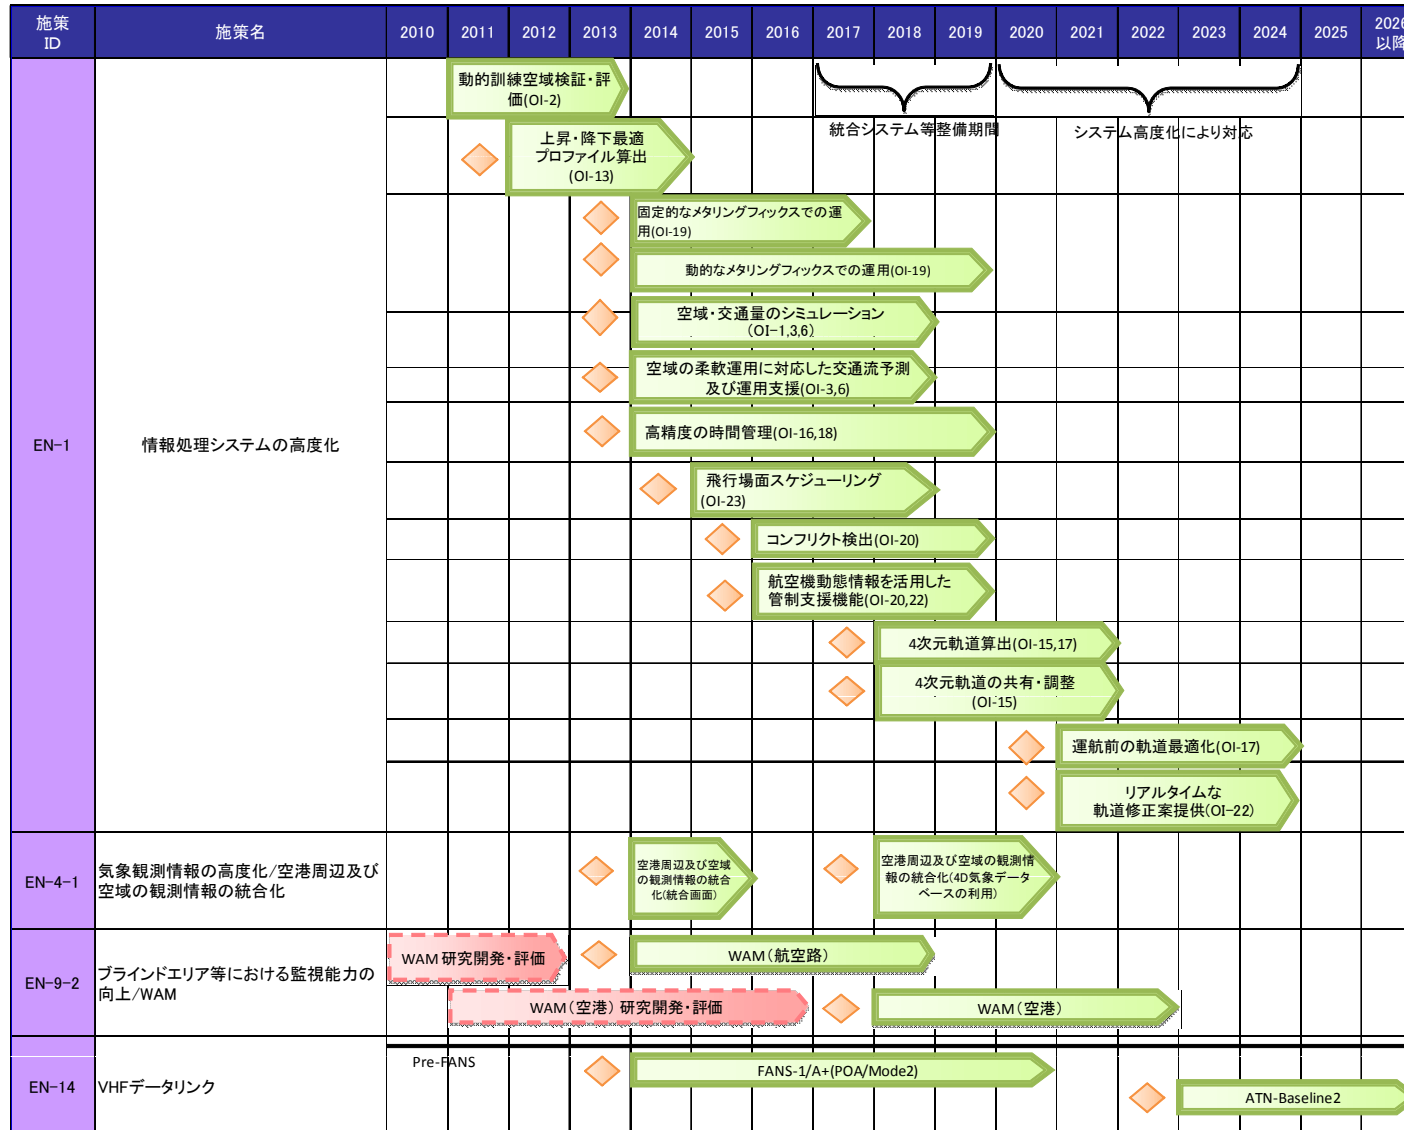 施策
ID
施策名
2010
2011
2012
2013
2014
2015
2016
2017
2018
2019
2020
2021
2022
2023
2024
2025
2026
以降
EN-1
情報処理システムの高度化
動的訓練空域検証・評
価(OI-2)
統合システム等整備期間
システム高度化により対応
上昇・降下最適
プロファイル算出
(OI-13)
固定的なメタリングフィックスでの運
用(OI-19)
動的なメタリングフィックスでの運用(OI-19)
空域・交通量のシミュレーション
(OI-1,3,6)
空域の柔軟運用に対応した交通流予測
及び運用支援(OI-3,6)
高精度の時間管理(OI-16,18)
飛行場面スケジューリング
(OI-23)
コンフリクト検出(OI-20)
航空機動態情報を活用した
管制支援機能(OI-20,22)
4次元軌道算出(OI-15,17)
4次元軌道の共有・調整
(OI-15)
運航前の軌道最適化(OI-17)
リアルタイムな
軌道修正案提供(OI-22)
EN-4-1
気象観測情報の高度化/空港周辺及び
空域の観測情報の統合化
空港周辺及び空域
の観測情報の統合
化(統合画面)
空港周辺及び空域の観測情
報の統合化(4D気象データ
ベースの利用)
EN-9-2
ブラインドエリア等における監視能力の
向上/WAM
WAM 研究開発・評価
WAM(航空路)
WAM(空港) 研究開発・評価
WAM(空港)
EN-14
VHFデータリンク
Pre-FANS
FANS-1/A+(POA/Mode2)
ATN-Baseline2